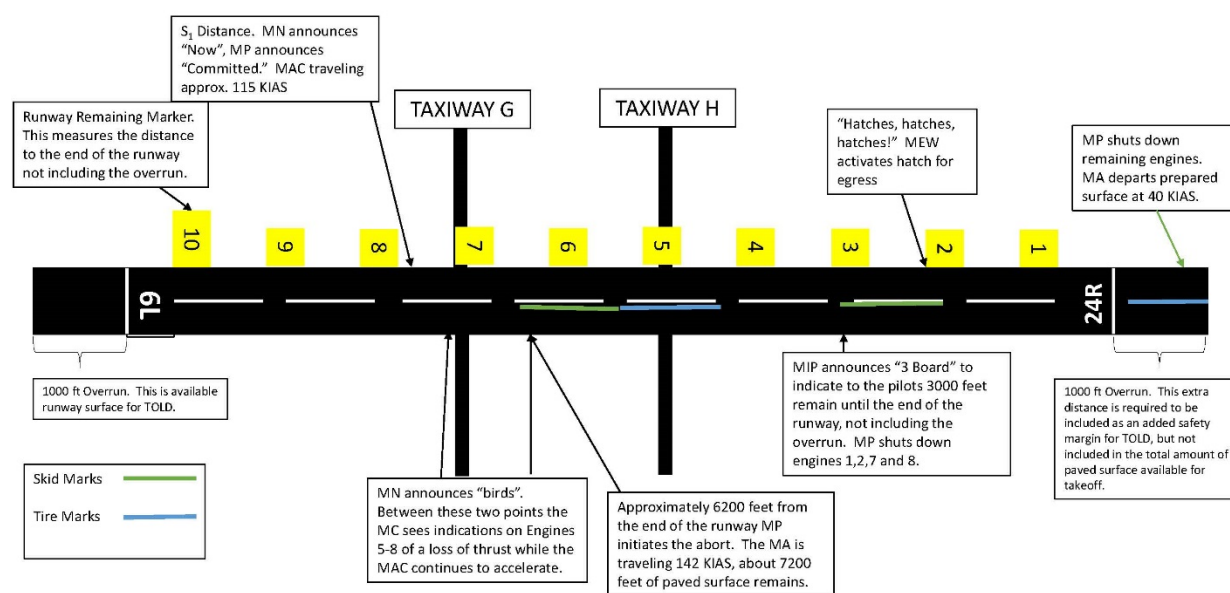 S1 Distance. MN announces
“Now”, MP announces
“Committed.” MAC traveling
approx. 115 KIAS
Runway Remaining Marker.
This measures the distance
to the end of the runway
not including the overrun.
TAXIWAY G
TAXIWAY H
“Hatches, hatches,
hatches!” MEW
activates hatch for
egress
MP shuts down
remaining engines.
MA departs prepared
surface at 40 KIAS.
10
9
8
7
6
5
4
3
2
1
6L
24R
1000 ft Overrun. This is available
runway surface for TOLD.
Skid Marks
Tire Marks
MN announces “birds”.
Between these two points the
MC sees indications on Engines
5-8 of a loss of thrust while the
MAC continues to accelerate.
Approximately 6200 feet from
the end of the runway MP
initiates the abort. The MA is
traveling 142 KIAS, about 7200
feet of paved surface remains.
MIP announces “3 Board” to
indicate to the pilots 3000 feet
remain until the end of the
runway, not including the
overrun. MP shuts down
engines 1,2,7 and 8.
1000 ft Overrun. This extra
distance is required to be
included as an added safety
margin for TOLD, but not
included in the total amount of
paved surface available for
takeoff.